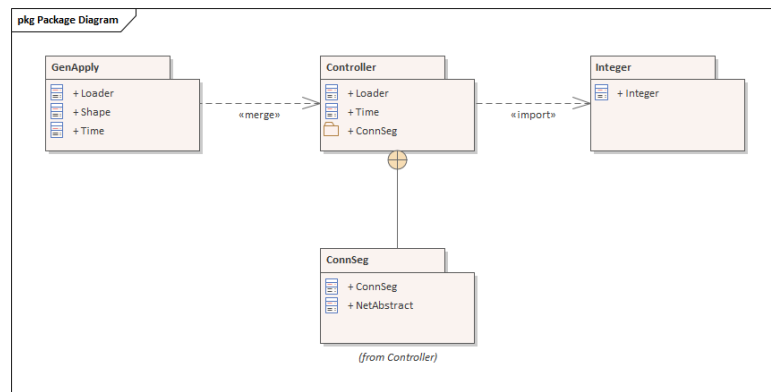 pkg Package Diagram
GenApply
+ Loader
+ Shape
+ Time
«merge»
Controller
+ Loader
+ Time
+ ConnSeg
«import»
Integer
+ Integer
ConnSeg
+ ConnSeg
+ NetAbstract
(from Controller)